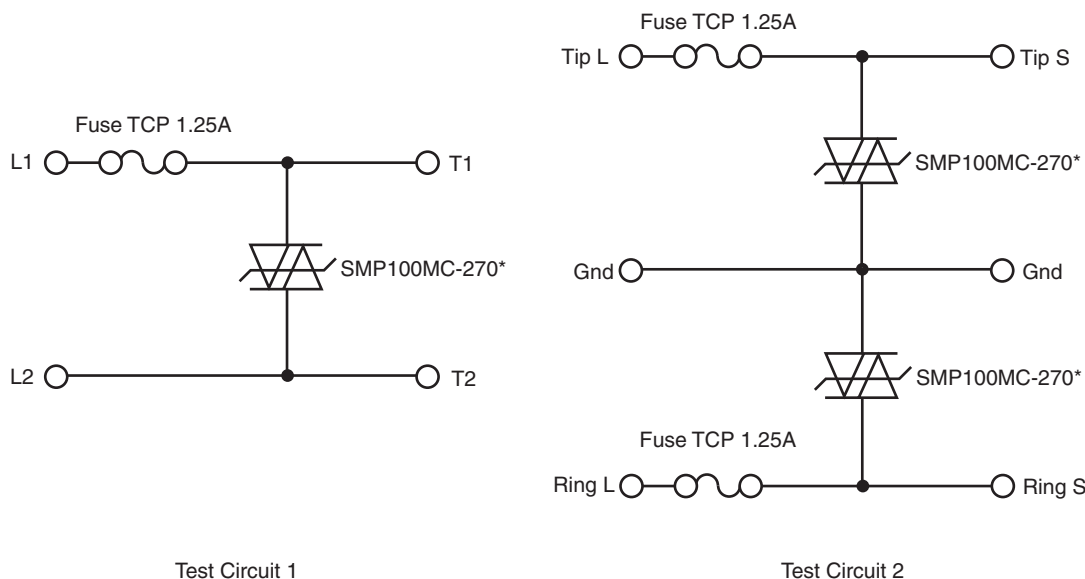 Fuse TCP 1.25A
L1
T1
SMP100MC-270*
L2
T2
Test Circuit 1
Fuse TCP 1.25A
Tip L
Tip S
SMP100MC-270*
Gnd
Gnd
SMP100MC-270*
Fuse TCP 1.25A
Ring L
Ring S
Test Circuit 2